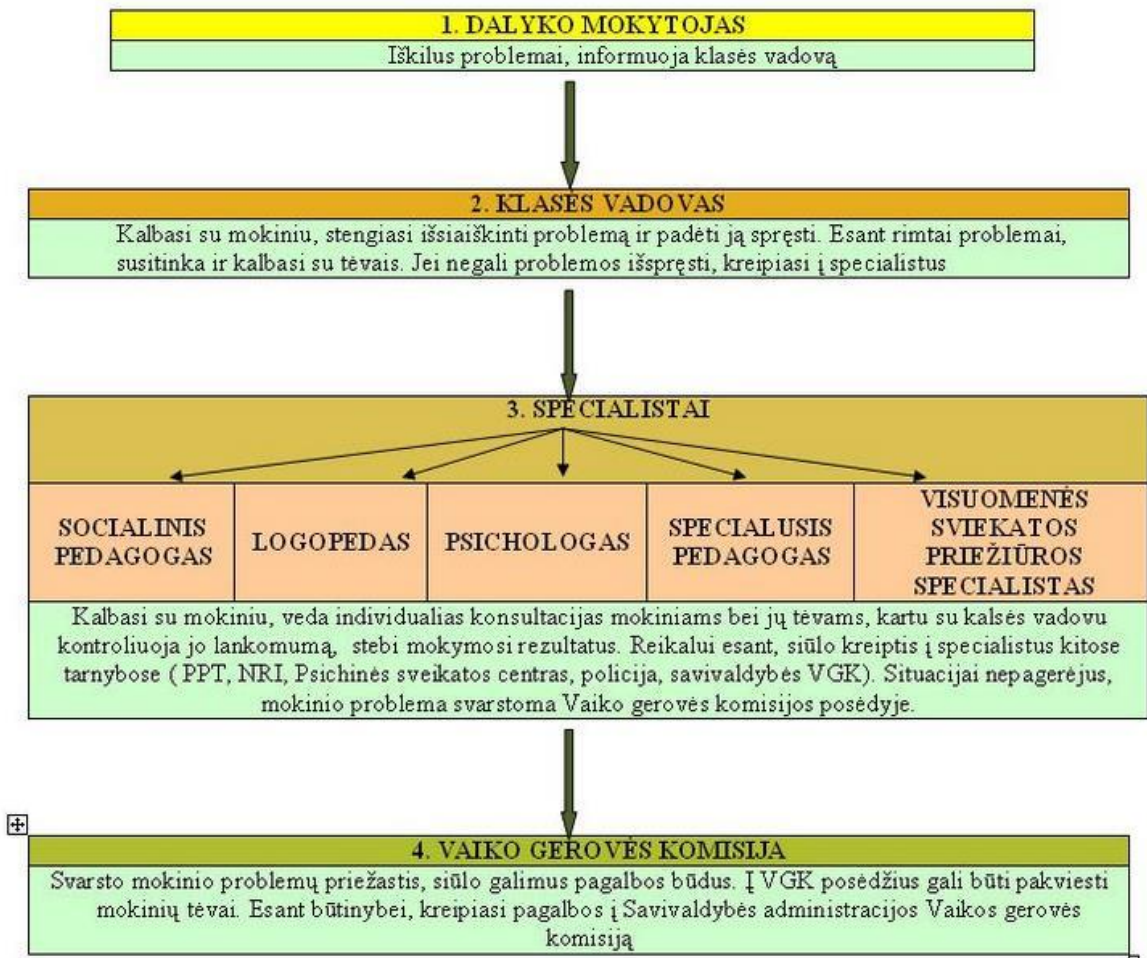 1. DALYKO MOKYTOJAS
Iškilus problemai, informuoja klasės vadovą
2. KLASĖS VADOVAS
Kalbasi su mokiniu, stengiasi išsiaiškinti problemą ir padėti ją spręsti. Esant rimtai problemai,
susitinka ir kalbasi su tėvais. Jei negali problemos išspręsti, kreipiasi į specialistus
3. SPECIALISTAI
SOCIALINIS
PEDAGOGAS
LOGOPEDAS
PSICHOLOGAS
SPECIALUSIS
PEDAGOGAS
VISUOMENĖS
SVIEKATOS
PRIEŽIŪROS
SPECIALISTAS
Kalbasi su mokiniu, veda individualias konsultacijas mokiniams bei jų tėvams, kartu su kalsės vadovu
kontroliuoja jo lankomumą, stebi mokymosi rezultatus. Reikalui esant, siūlo kreiptis į specialistus kitose
tarnybose ( PPT, NRI, Psichinės sveikatos centras, policija, savivaldybės VGK). Situacijai nepagerėjus,
mokinio problema svarstoma Vaiko gerovės komisijos posėdyje.
4. VAIKO GEROVĖS KOMISIJA
Svarsto mokinio problemų priežastis, siūlo galimus pagalbos būdus. Į VGK posėdžius gali būti pakviesti
mokinių tėvai. Esant būtinybei, kreipiasi pagalbos į Savivaldybės administracijos Vaikos gerovės
komisiją